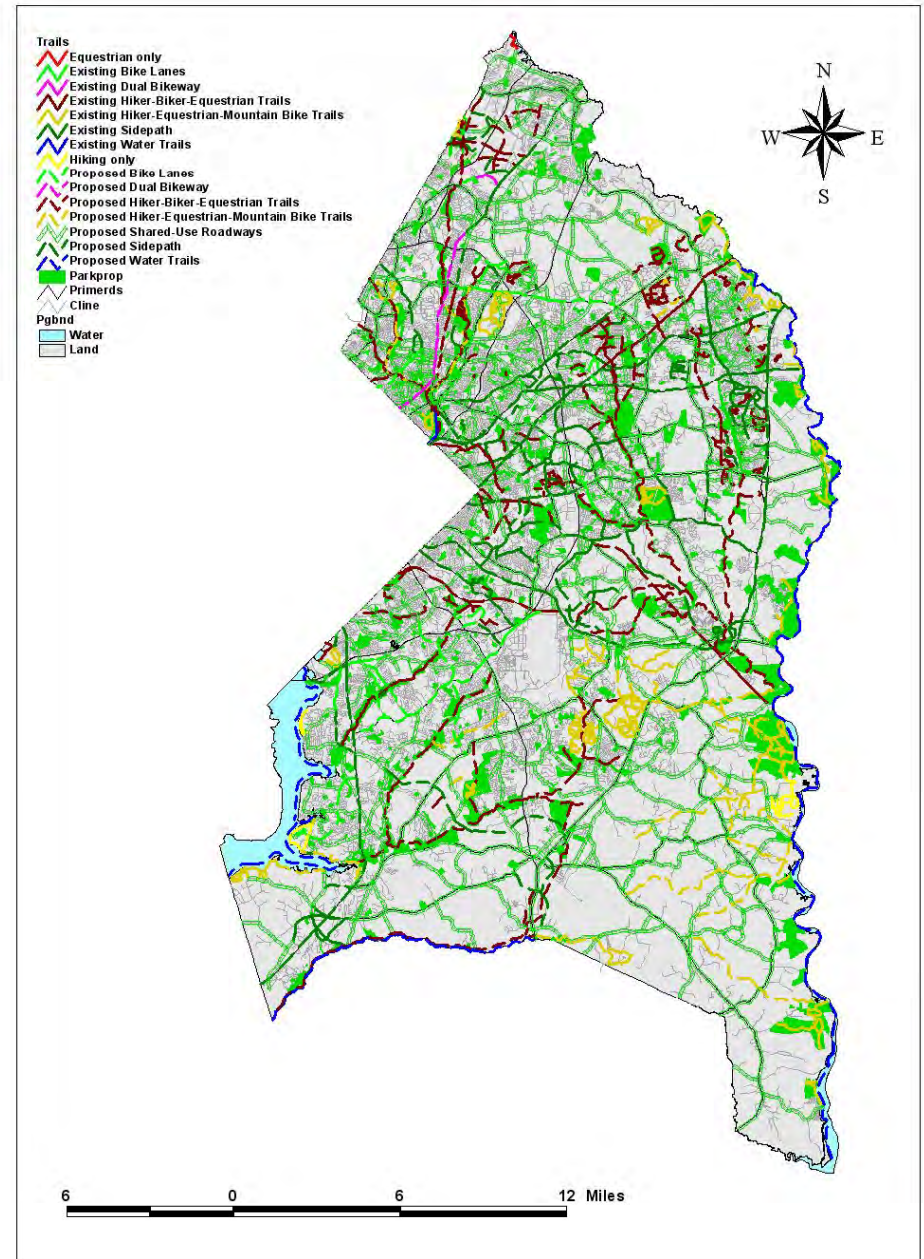 Trails
Equestrian only
Existing Bike Lanes
Existing Dual Bikeway
Existing Hiker-Biker-Equestrian Trails
Existing Hiker-Equestrian-Mountain Bike Trails
Existing Sidepath
Existing Water Trails
Hiking only
Proposed Bike Lanes
Proposed Dual Bikeway
Proposed Hiker-Biker-Equestrian Trails
Proposed Hiker-Equestrian-Mountain Bike Trails
Proposed Shared-Use Roadways
Proposed Sidepath
Proposed Water Trails
Parkprop
Primerds
Cline
Pgbnd
Water
Land
N
W E
S
6 0 6 12 Miles